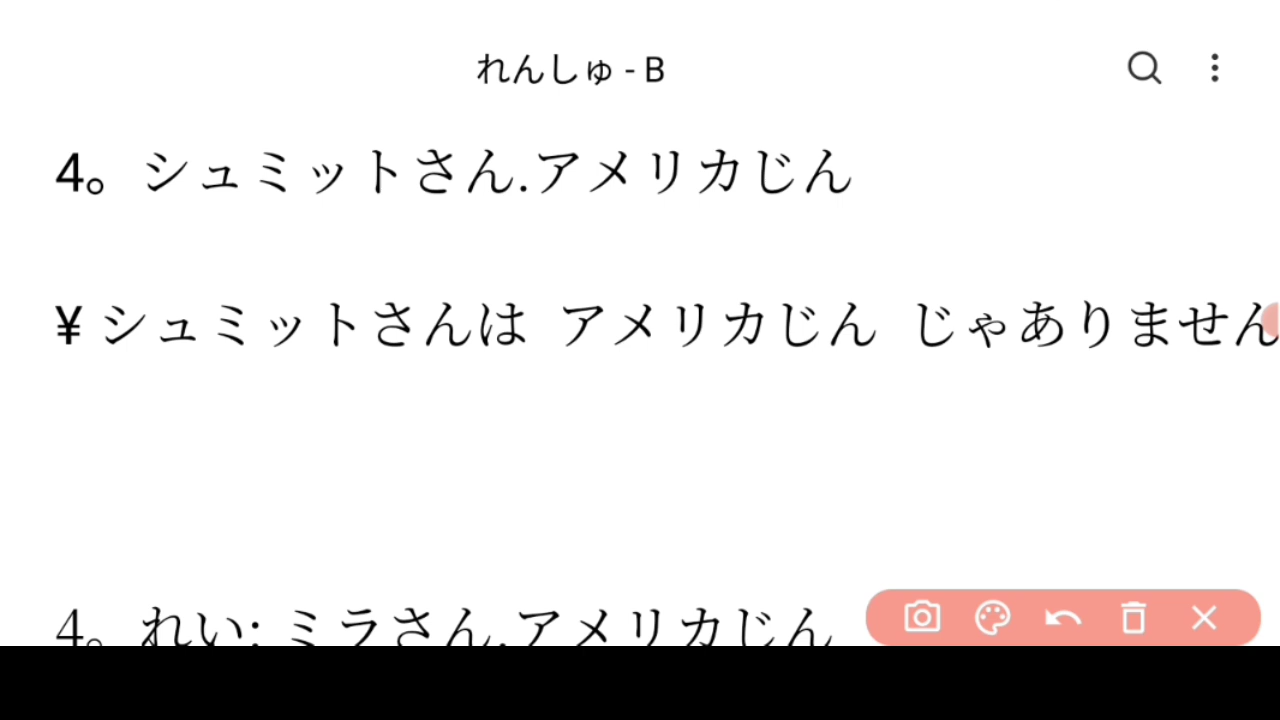 れんしゅ - B
4。シュミットさん.アメリカじん
¥ シュミットさんは アメリカじん じゃありません
4。れい: ミラさん.アメリカじん